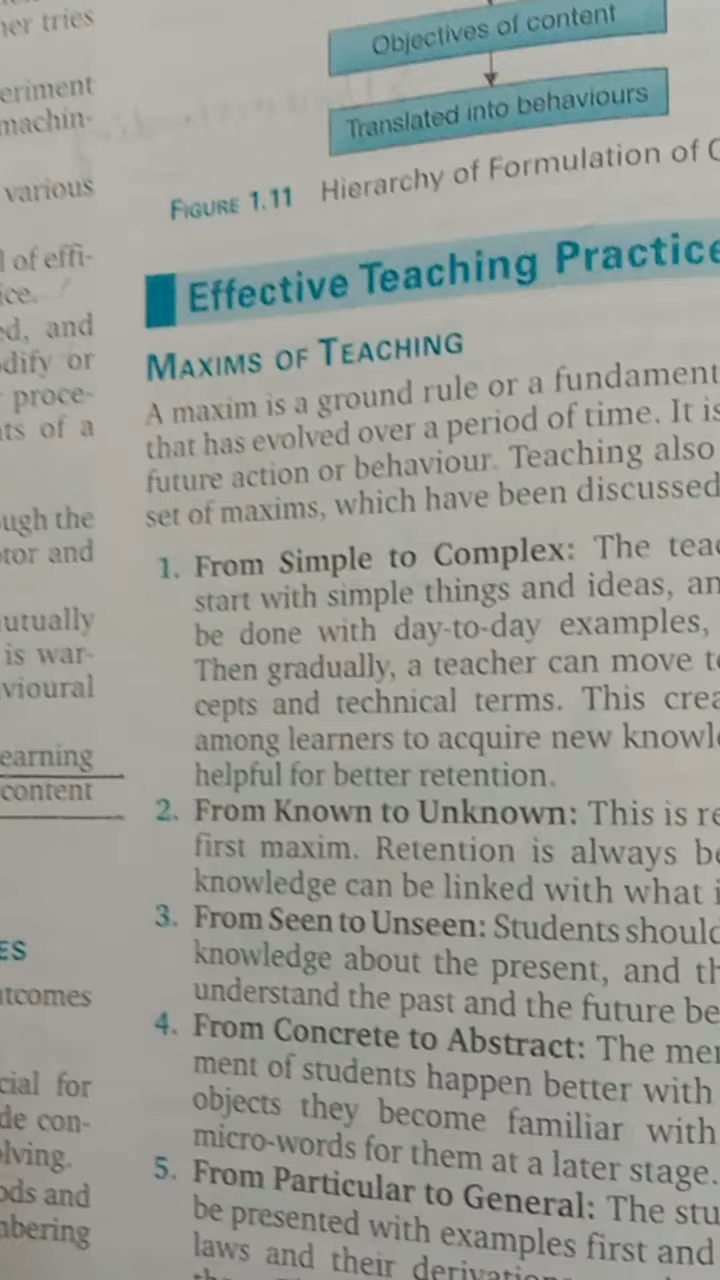 her tries
eriment
machin-
various
of effi-
ice.
ed, and
dify or
proce-
ts of a
ugh the
tor and
utually
is war-
vioural
earning
content
ES
tcomes
cial for
de con-
lving.
ods and
bering
Objectives of content
Translated into behaviours
FIGURE 1.11 Hierarchy of Formulation of
Effective Teaching Practice
MAXIMS OF TEACHING
A maxim is a ground rule or a fundament
that has evolved over a period of time. It is
future action or behaviour. Teaching also
set of maxims, which have been discussed
1. From Simple to Complex: The tea
start with simple things and ideas, an
be done with day-to-day examples,
Then gradually, a teacher can move t
cepts and technical terms. This crea
among learners to acquire new knowl
helpful for better retention.
2. From Known to Unknown: This is re
first maxim. Retention is always be
knowledge can be linked with what i
3. From Seen to Unseen: Students should
knowledge about the present, and th
understand the past and the future be
4. From Concrete to Abstract: The men
ment of students happen better with
objects they become familiar with
micro-words for them at a later stage.
5. From Particular to General: The stu
be presented with examples first and
laws and their